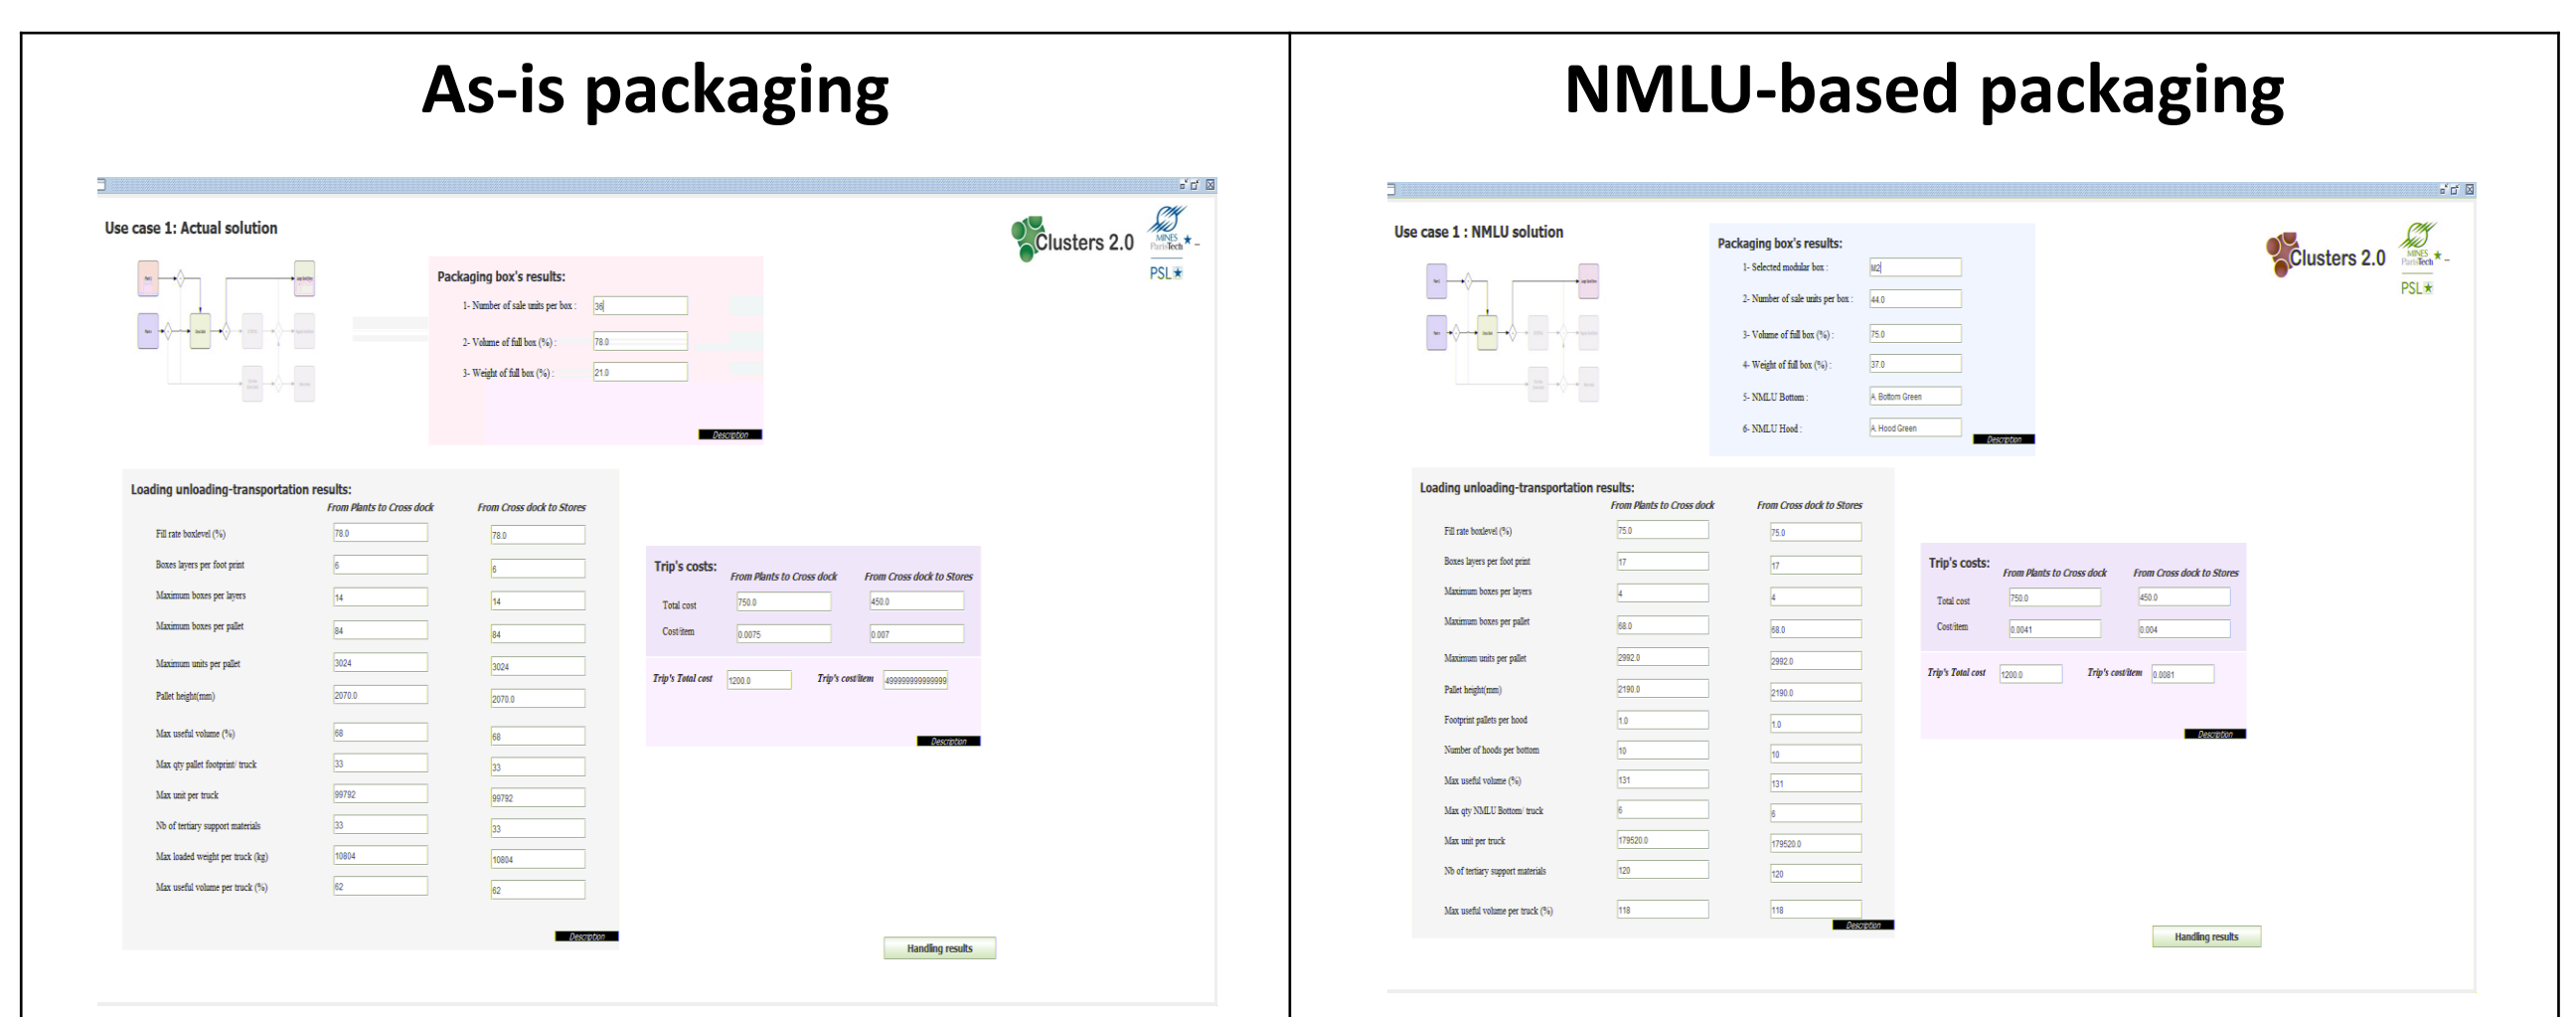 As-is packaging
Use case 1: Actual solution
Clusters 2.0
MINES
ParisTech
PSL
Packaging box's results:
1- Number of sale units per box : 36
2- Volume of full box (%) : 78.0
3- Weight of full box (%) : 21.0
Description
Loading unloading-transportation results:
From Plants to Cross dock From Cross dock to Stores
Fill rate boxlevel (%) 78.0 78.0
Boxes layers per foot print 6 6
Maximum boxes per layers 14 14
Maximum boxes per pallet 84 84
Maximum units per pallet 3024 3024
Pallet height(mm) 2070.0 2070.0
Max useful volume (%) 68 68
Max qty pallet footprint/ truck 33 33
Max unit per truck 99792 99792
Nb of tertiary support materials 33 33
Max loaded weight per truck (kg) 10804 10804
Max useful volume per truck (%) 62 62
Description
Trip's costs:
From Plants to Cross dock From Cross dock to Stores
Total cost 750.0 450.0
Cost/item 0.0075 0.007
Trip's Total cost 1200.0 Trip's cost/item 499999999999999
Description
Handling results
NMLU-based packaging
Use case 1 : NMLU solution
Clusters 2.0
MINES
ParisTech
PSL
Packaging box's results:
1- Selected modular box : M2
2- Number of sale units per box : 44.0
3- Volume of full box (%) : 75.0
4- Weight of full box (%) : 37.0
5- NMLU Bottom : A. Bottom Green
6- NMLU Hood : A. Hood Green
Description
Loading unloading-transportation results:
From Plants to Cross dock From Cross dock to Stores
Fill rate boxlevel (%) 75.0 75.0
Boxes layers per foot print 17 17
Maximum boxes per layers 4 4
Maximum boxes per pallet 68.0 68.0
Maximum units per pallet 2992.0 2992.0
Pallet height(mm) 2190.0 2190.0
Footprint pallets per hood 1.0 1.0
Number of hoods per bottom 10 10
Max useful volume (%) 131 131
Max qty NMLU Bottom/ truck 6 6
Max unit per truck 179520.0 179520.0
Nb of tertiary support materials 120 120
Max useful volume per truck (%) 118 118
Description
Trip's costs:
From Plants to Cross dock From Cross dock to Stores
Total cost 750.0 450.0
Cost/item 0.0041 0.004
Trip's Total cost 1200.0 Trip's cost/item 0.0081
Description
Handling results